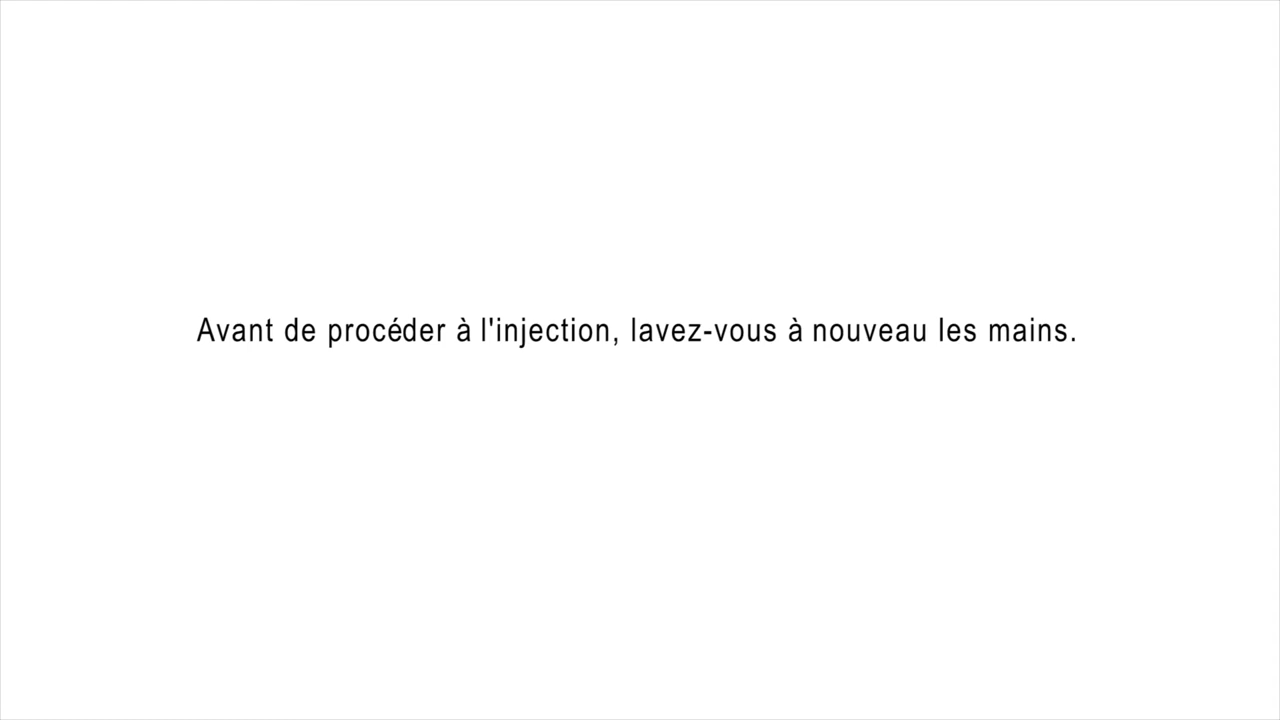 Avant de procéder à l'injection, lavez-vous à nouveau les mains.